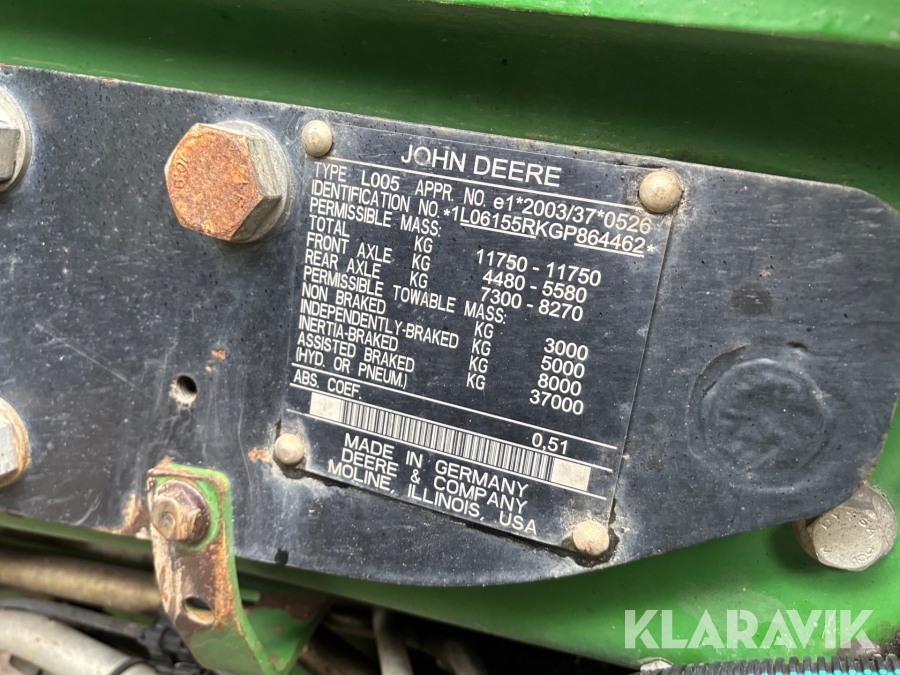 JOHN DEERE
TYPE L005 APPR. NO. e1*2003/37*0526
IDENTIFICATION NO. *1L06155RKGP864462*
PERMISSIBLE MASS:
TOTAL KG 11750 - 11750
FRONT AXLE KG 4480 - 5580
REAR AXLE KG 7300 - 8270
PERMISSIBLE TOWABLE MASS:
NON BRAKED KG 3000
INDEPENDENTLY-BRAKED KG 5000
INERTIA-BRAKED KG 8000
ASSISTED BRAKED KG 37000
(HYD. OR PNEUM.)
ABS. COEF. 0,51
MADE IN GERMANY
DEERE & COMPANY
MOLINE, ILLINOIS, USA
KLARAVIK